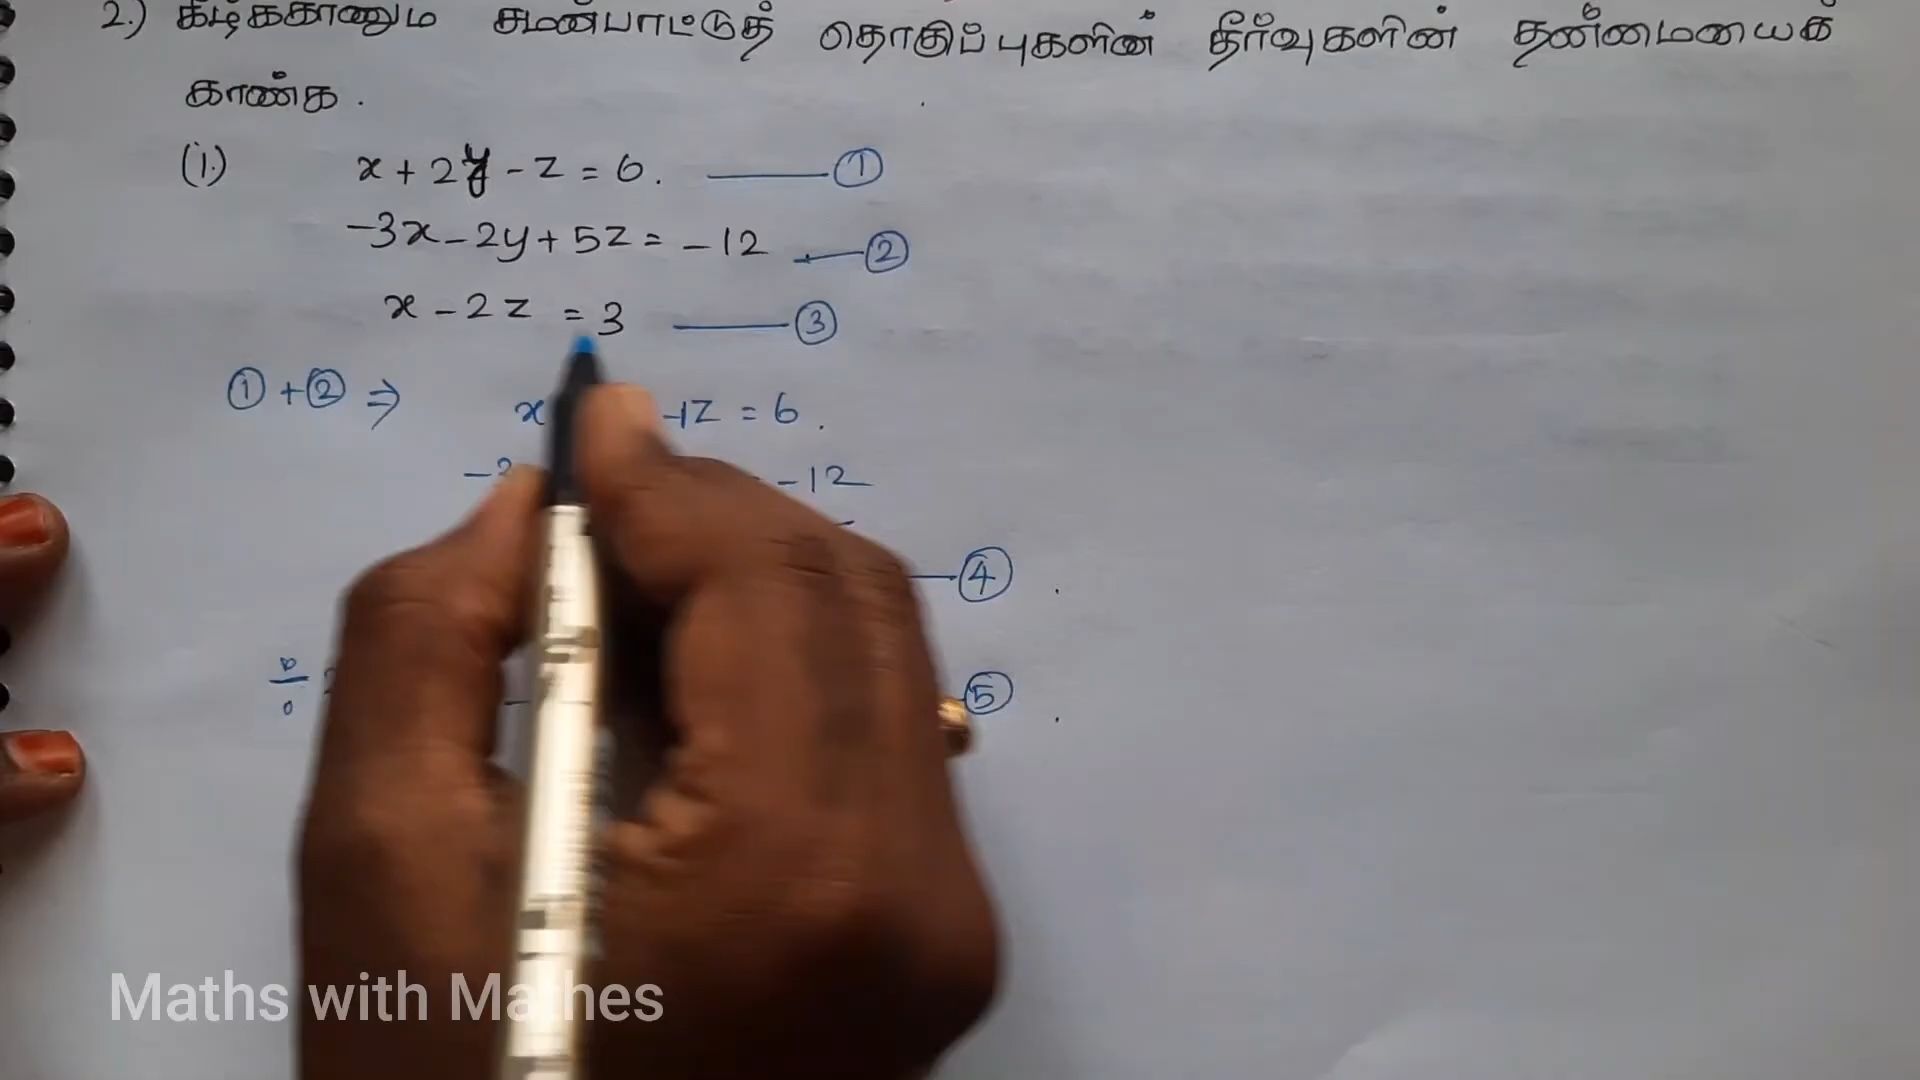 2.) கீழ்க்காணும் சமன்பாட்டுத் தொகுப்புகளின் தீர்வுகளின் தன்மையைக்
காண்க .
(i.) x + 2y - z = 6. ——— ①
-3x - 2y + 5z = -12 ——— ②
x - 2z = 3 ——— ③
① + ② ⇒ x -1z = 6 .
-12
④
÷
⑤
Maths with Mathes